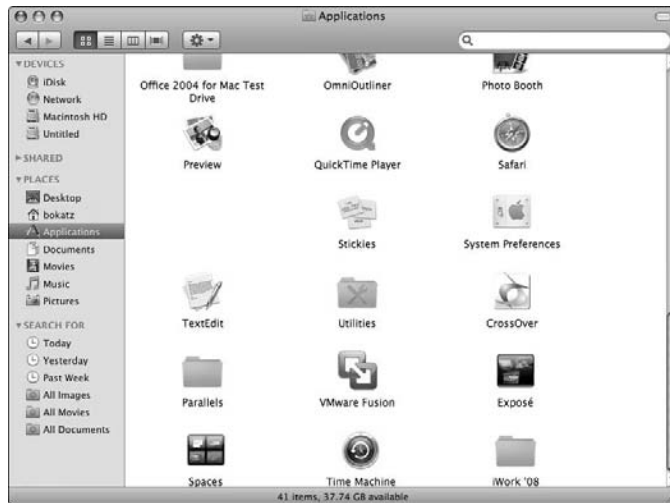 Applications
DEVICES
iDisk
Network
Macintosh HD
Untitled
SHARED
PLACES
Desktop
bokatz
Applications
Documents
Movies
Music
Pictures
SEARCH FOR
Today
Yesterday
Past Week
All Images
All Movies
All Documents
Office 2004 for Mac Test
Drive
OmniOutliner
Photo Booth
Preview
QuickTime Player
Safari
Stickies
System Preferences
TextEdit
Utilities
CrossOver
Parallels
VMware Fusion
Exposé
Spaces
Time Machine
iWork '08
41 items, 37.74 GB available